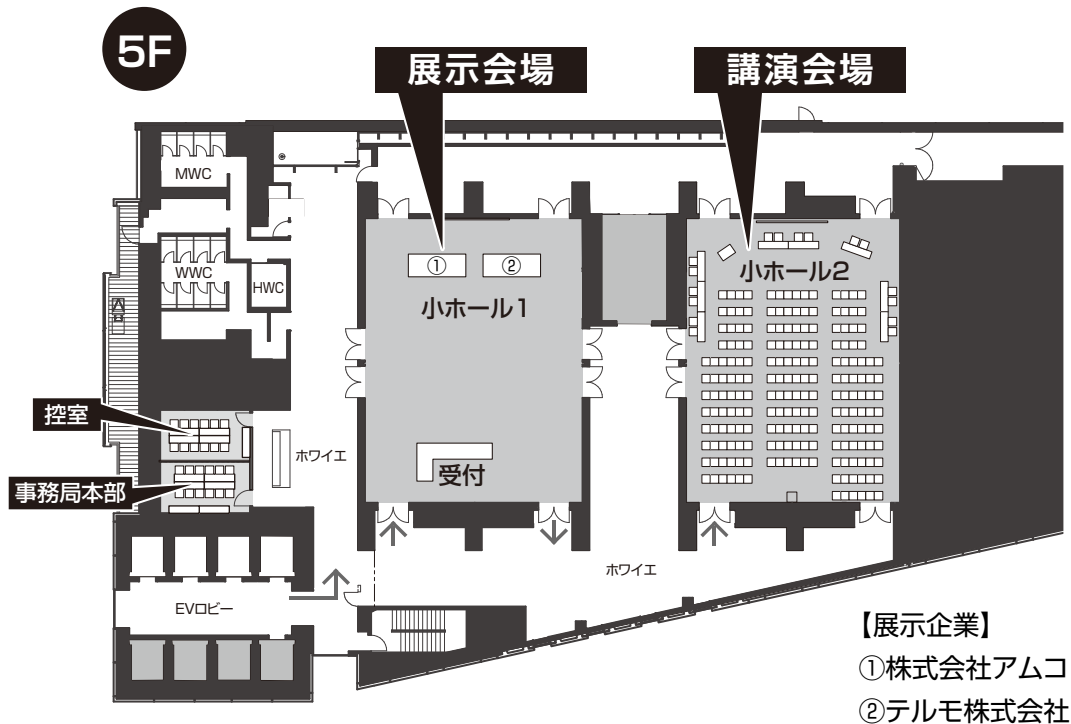 5F
展示会場
講演会場
MWC
WWC
HWC
①
②
小ホール1
小ホール2
控室
事務局本部
ホワイエ
受付
ホワイエ
EVロビー
【展示企業】
①株式会社アムコ
②テルモ株式会社